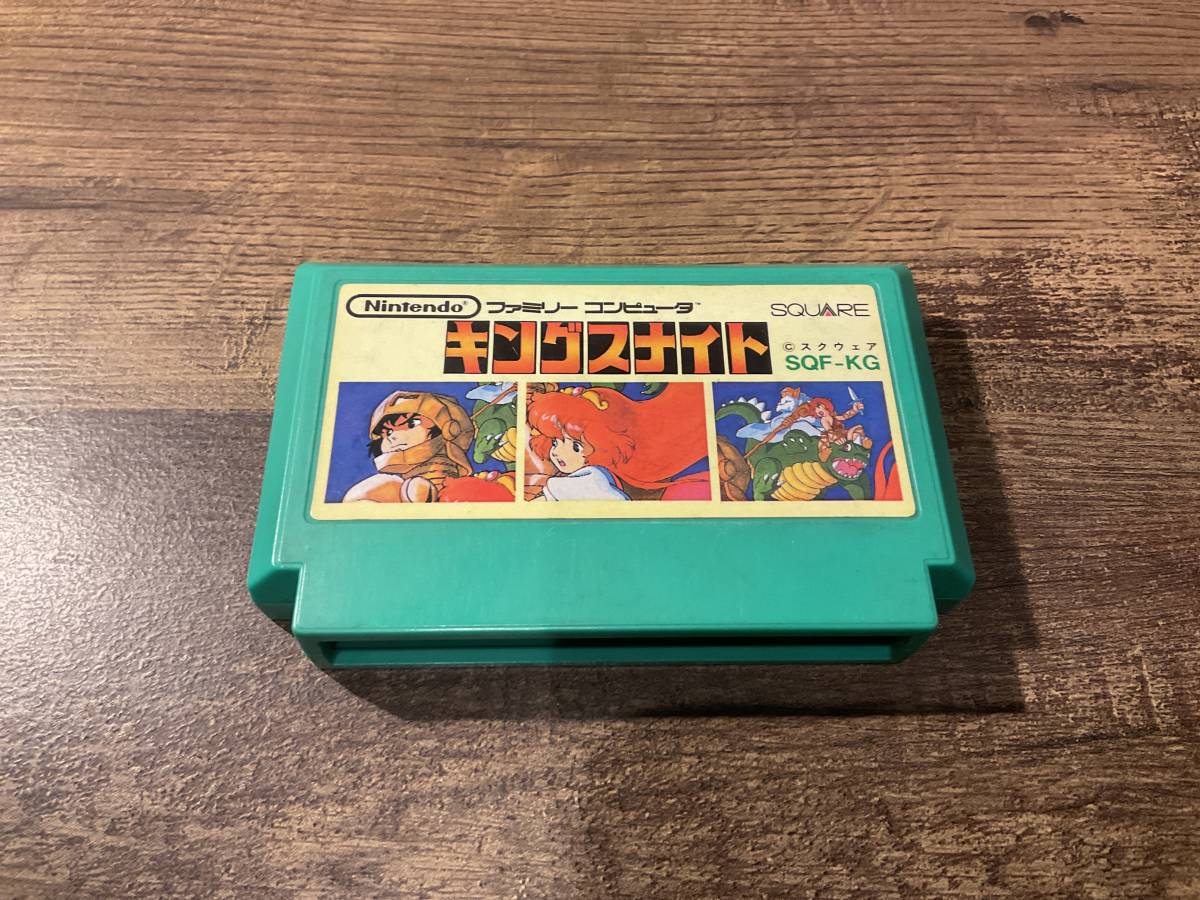 Nintendo® ファミリー コンピュータ™
SQUARE
キングスナイト
©スクウェア
SQF-KG